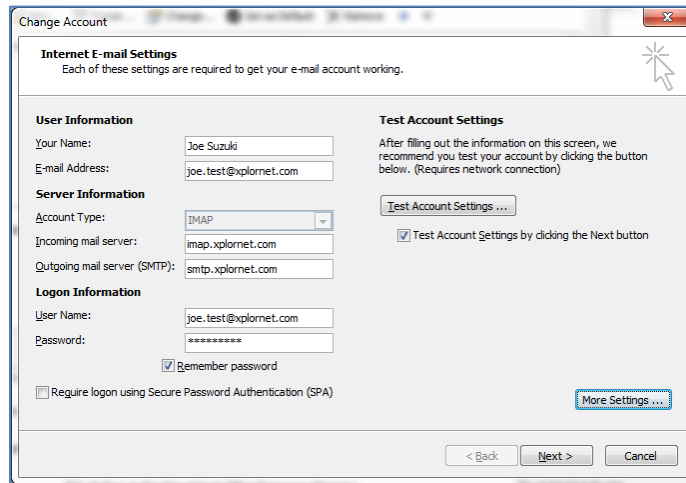 Change... Set as Default Remove
Change Account
Internet E-mail Settings
Each of these settings are required to get your e-mail account working.
User Information
Your Name: Joe Suzuki
E-mail Address: joe.test@xplornet.com
Server Information
Account Type: IMAP
Incoming mail server: imap.xplornet.com
Outgoing mail server (SMTP): smtp.xplornet.com
Logon Information
User Name: joe.test@xplornet.com
Password: *********
Remember password
Require logon using Secure Password Authentication (SPA)
Test Account Settings
After filling out the information on this screen, we
recommend you test your account by clicking the button
below. (Requires network connection)
Test Account Settings ...
Test Account Settings by clicking the Next button
More Settings ...
< Back
Next >
Cancel